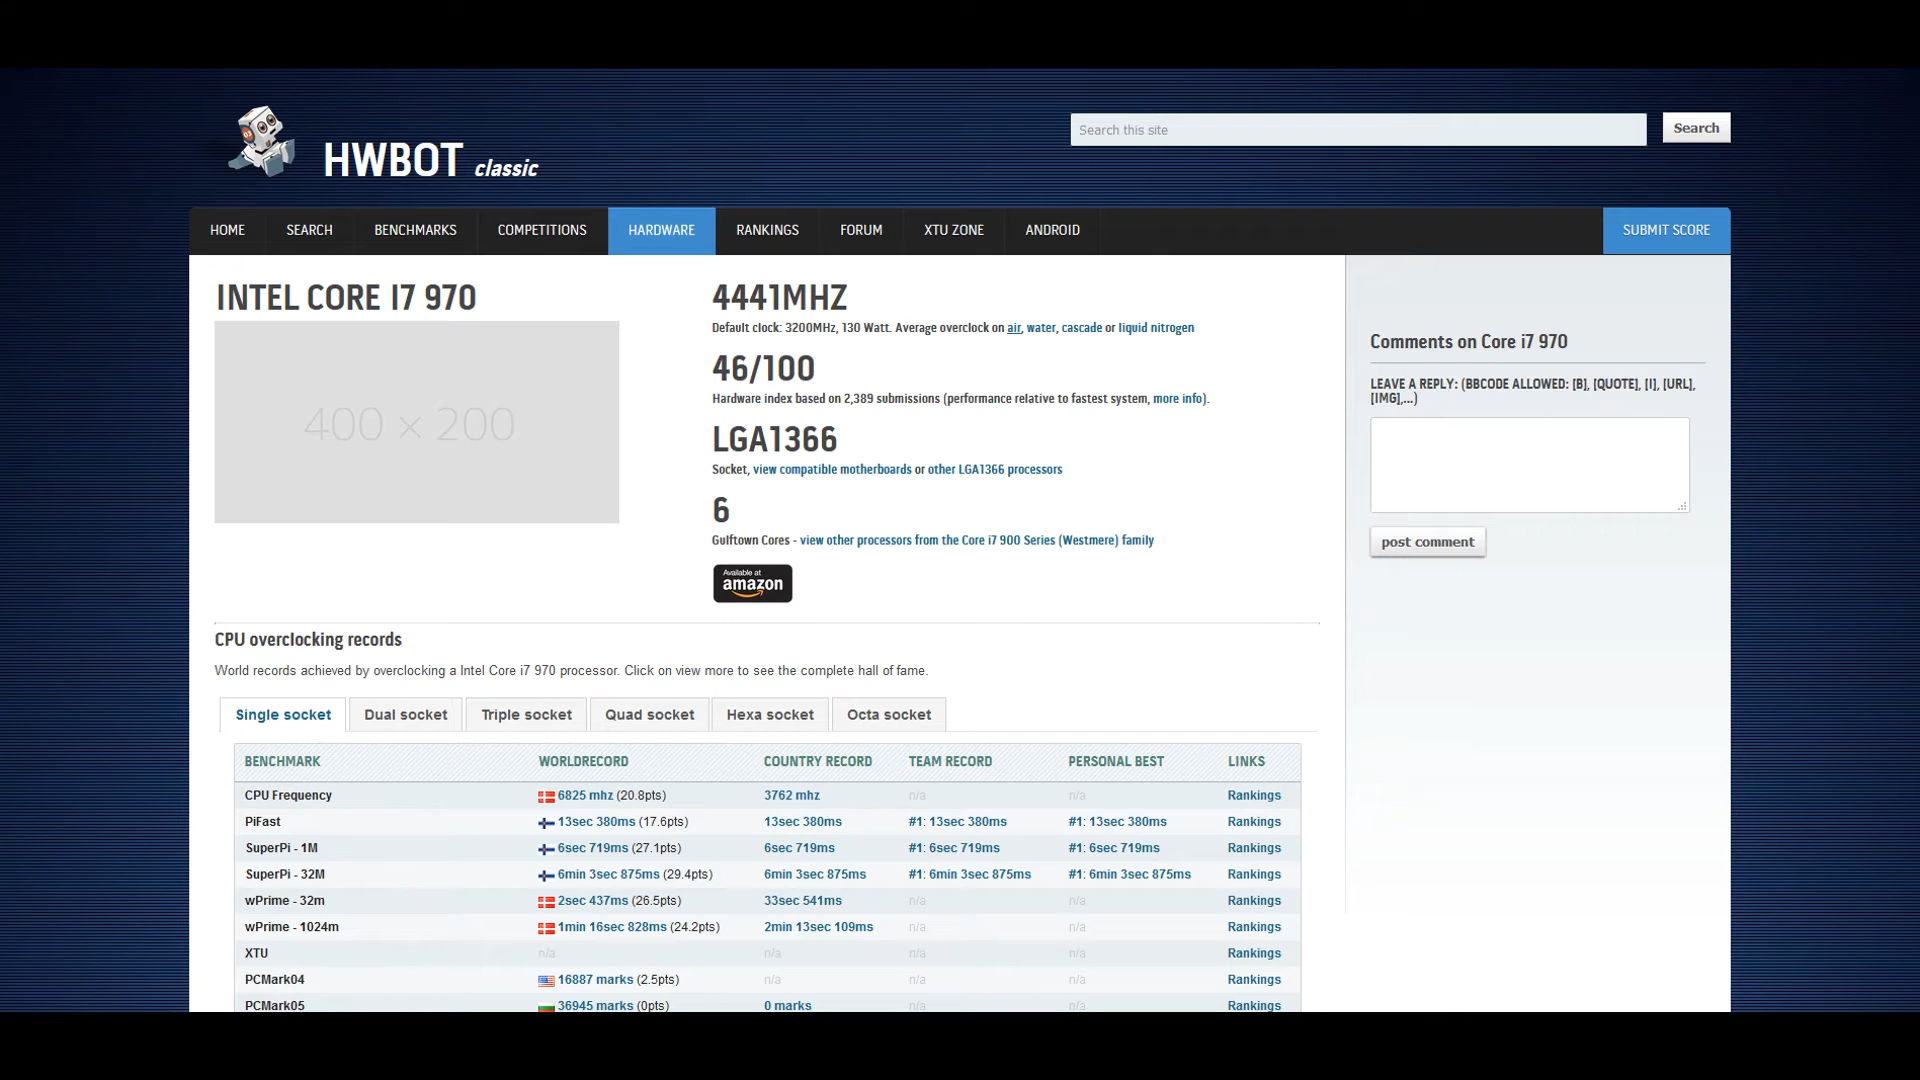 HWBOT classic
Search this site
Search
HOME SEARCH BENCHMARKS COMPETITIONS HARDWARE RANKINGS FORUM XTU ZONE ANDROID SUBMIT SCORE
INTEL CORE I7 970
400 × 200
4441MHZ
Default clock: 3200MHz, 130 Watt. Average overclock on air, water, cascade or liquid nitrogen
46/100
Hardware index based on 2,389 submissions (performance relative to fastest system, more info).
LGA1366
Socket, view compatible motherboards or other LGA1366 processors
6
Gulftown Cores - view other processors from the Core i7 900 Series (Westmere) family
Available at
amazon
Comments on Core i7 970
LEAVE A REPLY: (BBCODE ALLOWED: [B], [QUOTE], [I], [URL],
[IMG],...)
post comment
CPU overclocking records
World records achieved by overclocking a Intel Core i7 970 processor. Click on view more to see the complete hall of fame.
Single socket Dual socket Triple socket Quad socket Hexa socket Octa socket
BENCHMARK WORLDRECORD COUNTRY RECORD TEAM RECORD PERSONAL BEST LINKS
CPU Frequency 6825 mhz (20.8pts) 3762 mhz n/a n/a Rankings
PiFast 13sec 380ms (17.6pts) 13sec 380ms #1: 13sec 380ms #1: 13sec 380ms Rankings
SuperPi - 1M 6sec 719ms (27.1pts) 6sec 719ms #1: 6sec 719ms #1: 6sec 719ms Rankings
SuperPi - 32M 6min 3sec 875ms (29.4pts) 6min 3sec 875ms #1: 6min 3sec 875ms #1: 6min 3sec 875ms Rankings
wPrime - 32m 2sec 437ms (26.5pts) 33sec 541ms n/a n/a Rankings
wPrime - 1024m 1min 16sec 828ms (24.2pts) 2min 13sec 109ms n/a n/a Rankings
XTU n/a n/a n/a n/a Rankings
PCMark04 16887 marks (2.5pts) n/a n/a n/a Rankings
PCMark05 36945 marks (0pts) 0 marks n/a n/a Rankings